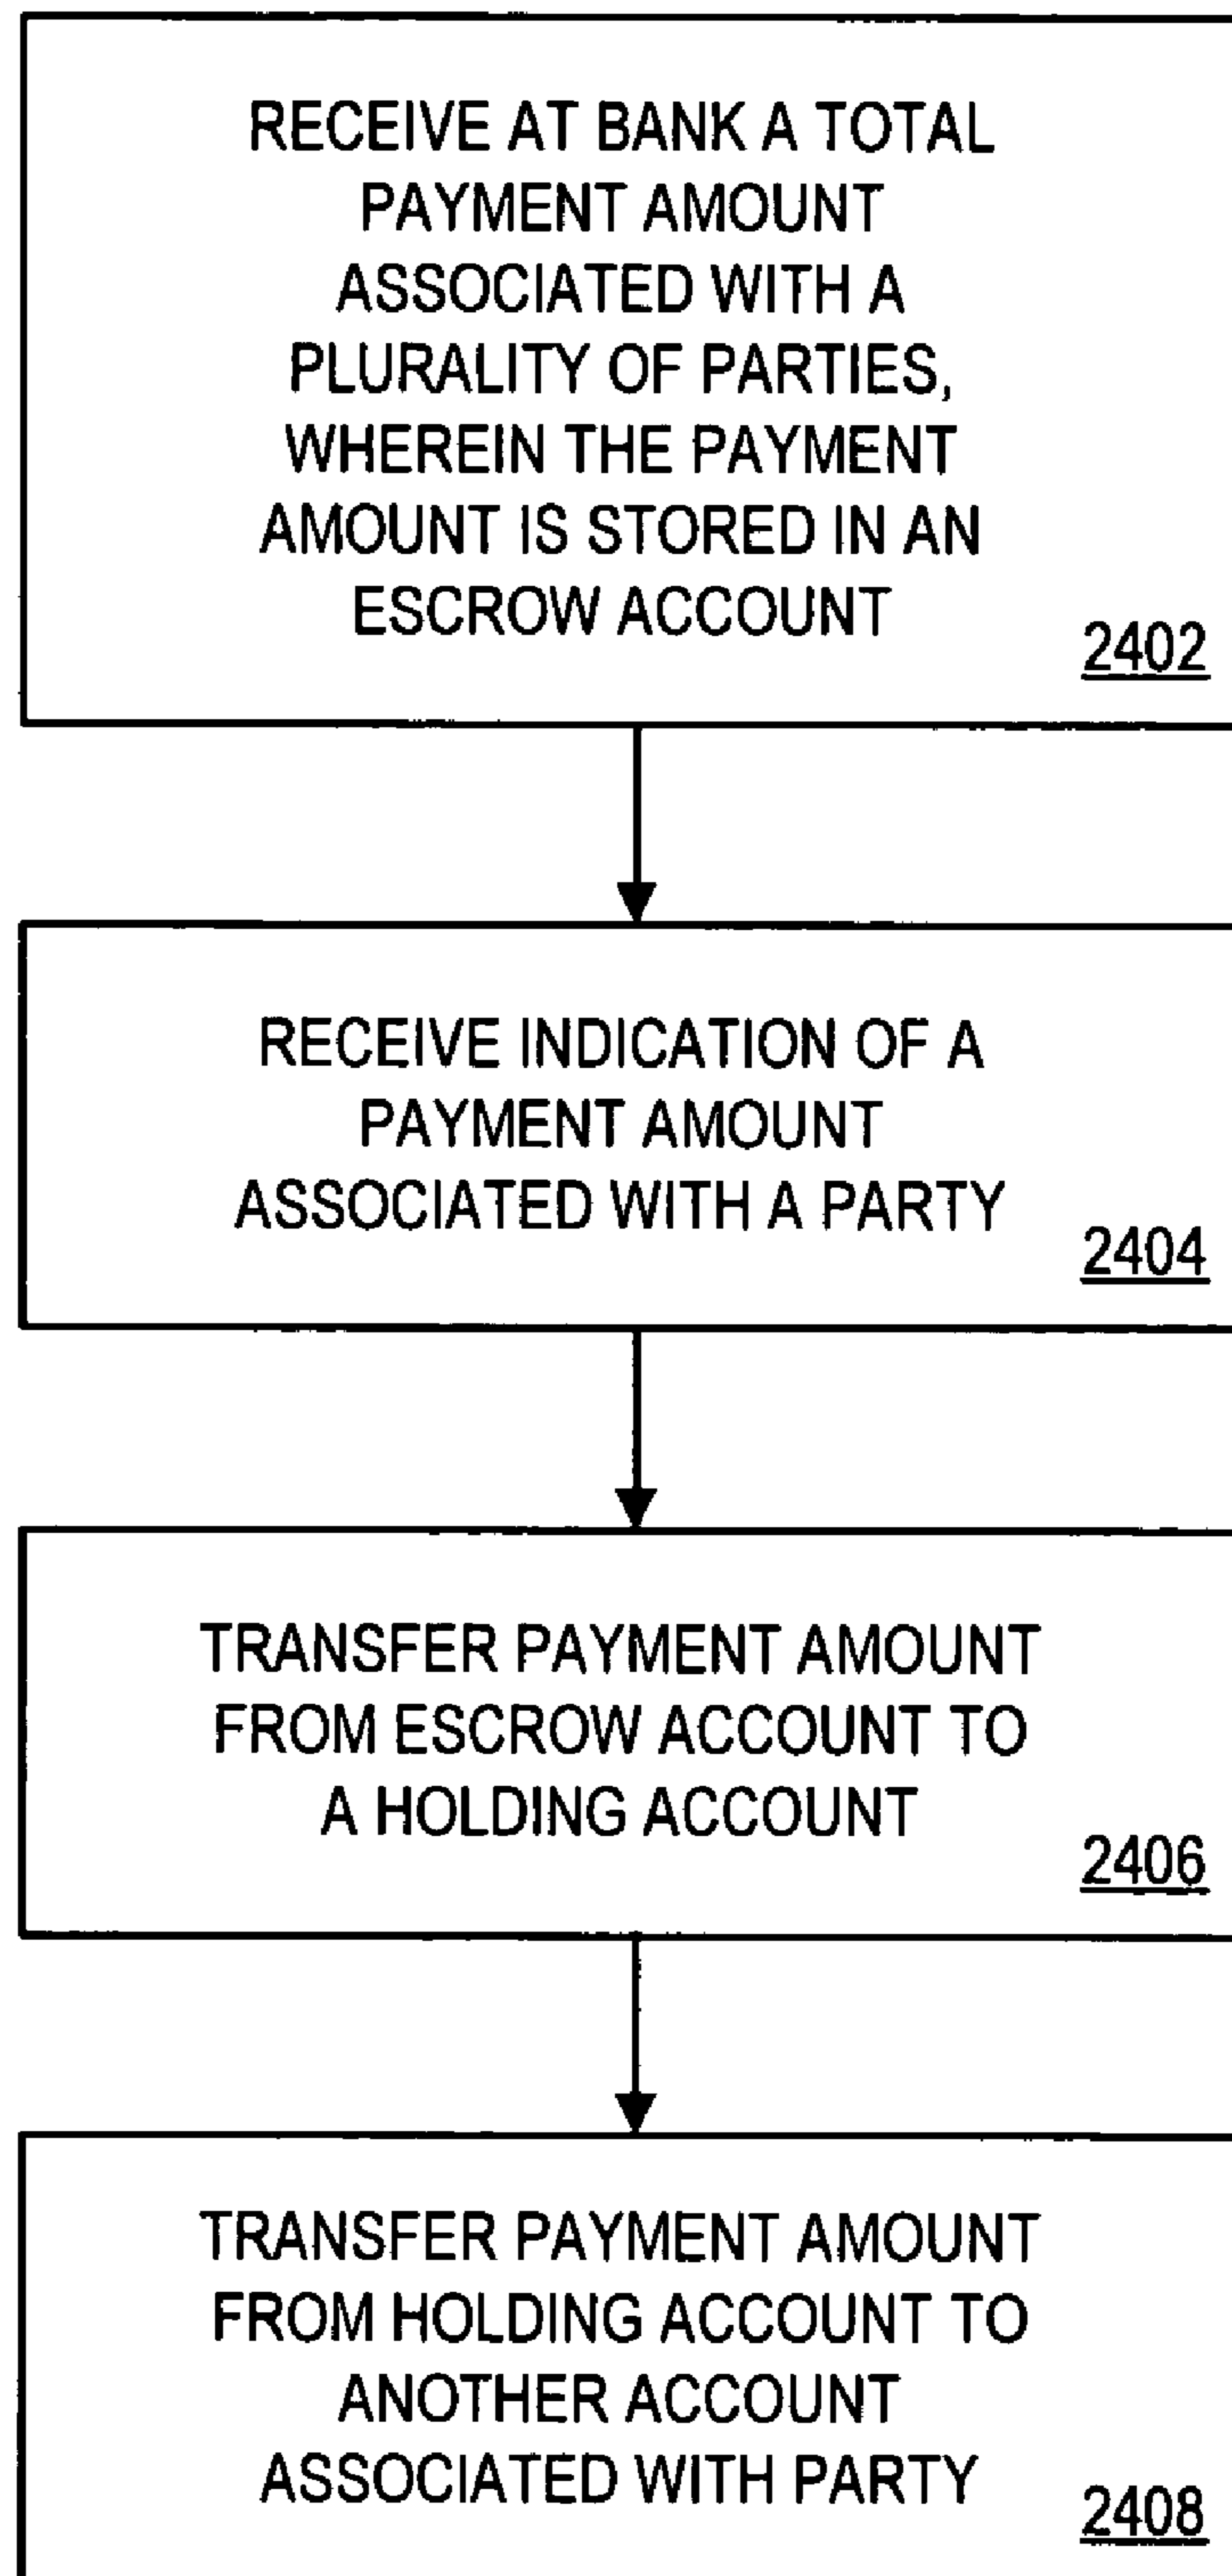 RECEIVE AT BANK A TOTAL
PAYMENT AMOUNT
ASSOCIATED WITH A
PLURALITY OF PARTIES,
WHEREIN THE PAYMENT
AMOUNT IS STORED IN AN
ESCROW ACCOUNT
2402
RECEIVE INDICATION OF A
PAYMENT AMOUNT
ASSOCIATED WITH A PARTY
2404
TRANSFER PAYMENT AMOUNT
FROM ESCROW ACCOUNT TO
A HOLDING ACCOUNT
2406
TRANSFER PAYMENT AMOUNT
FROM HOLDING ACCOUNT TO
ANOTHER ACCOUNT
ASSOCIATED WITH PARTY
2408